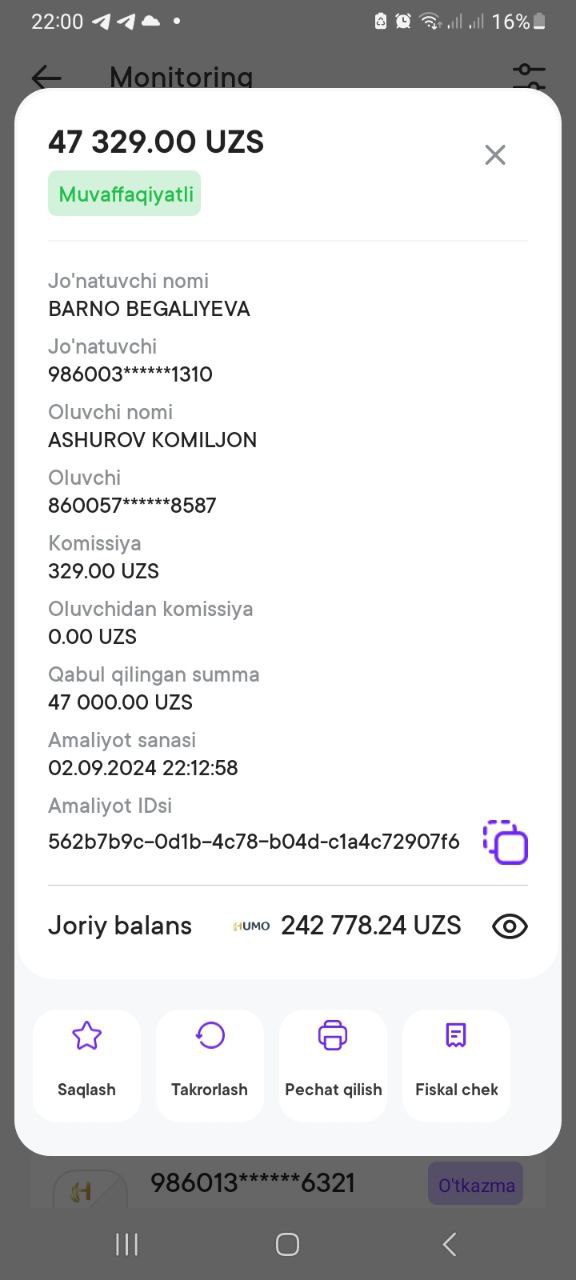 22:00
16%
Monitoring
47 329.00 UZS
Muvaffaqiyatli
Jo'natuvchi nomi
BARNO BEGALIYEVA
Jo'natuvchi
986003******1310
Oluvchi nomi
ASHUROV KOMILJON
Oluvchi
860057******8587
Komissiya
329.00 UZS
Oluvchidan komissiya
0.00 UZS
Qabul qilingan summa
47 000.00 UZS
Amaliyot sanasi
02.09.2024 22:12:58
Amaliyot IDsi
562b7b9c-0d1b-4c78-b04d-c1a4c72907f6
Joriy balans HUMO 242 778.24 UZS
Saqlash Takrorlash Pechat qilish Fiskal chek
986013******6321 O'tkazma